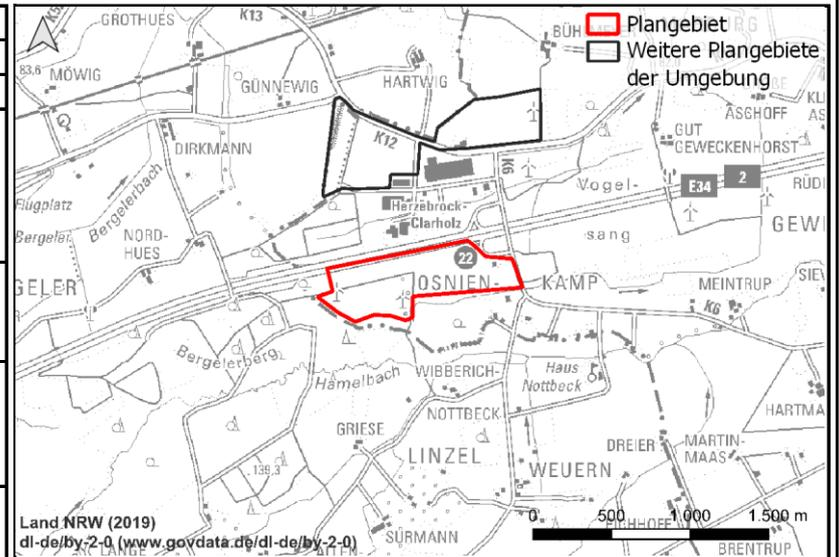 GROTHUES
K13
BÜH
Plangebiet
Weitere Plangebiete
der Umgebung
83,6
MÖWIG
GÜNNEWIG
HARTWIG
ASCHOFF
K12
GUT
GEWECKENHORST
DIRKMANN
K6
E34
2
RÜD
Flugplatz
Bergeler
Bergelerbach
Vogel-
sang
Herzebrock-
Clarholz
GEWI
NORD-
HUES
22
GELER
OSNIEN-
KAMP
MEINTRUP
SIEV
K6
Bergelerberg
Hamelbach
WIBBERICH-
Haus
Nottbeck
NOTTBECK
HARTMA
GRIESE
LINZEL
DREIER
MARTIN-
MAAS
139,3
WEUERN
Land NRW (2019)
dl-de/by-2-0 (www.govdata.de/dl-de/by-2-0)
0 500 1.000 1.500 m
SÜRMANN
BRENTRUP